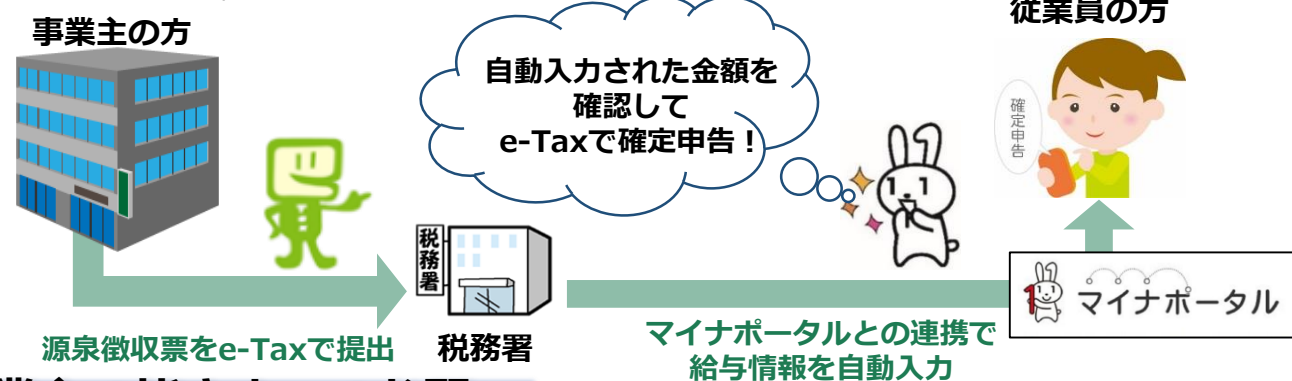 事業主の方
自動入力された金額を
確認して
e-Taxで確定申告！
従業員の方
確定申告
税務署
源泉徴収票をe-Taxで提出
税務署
マイナポータルとの連携で
給与情報を自動入力
マイナポータル